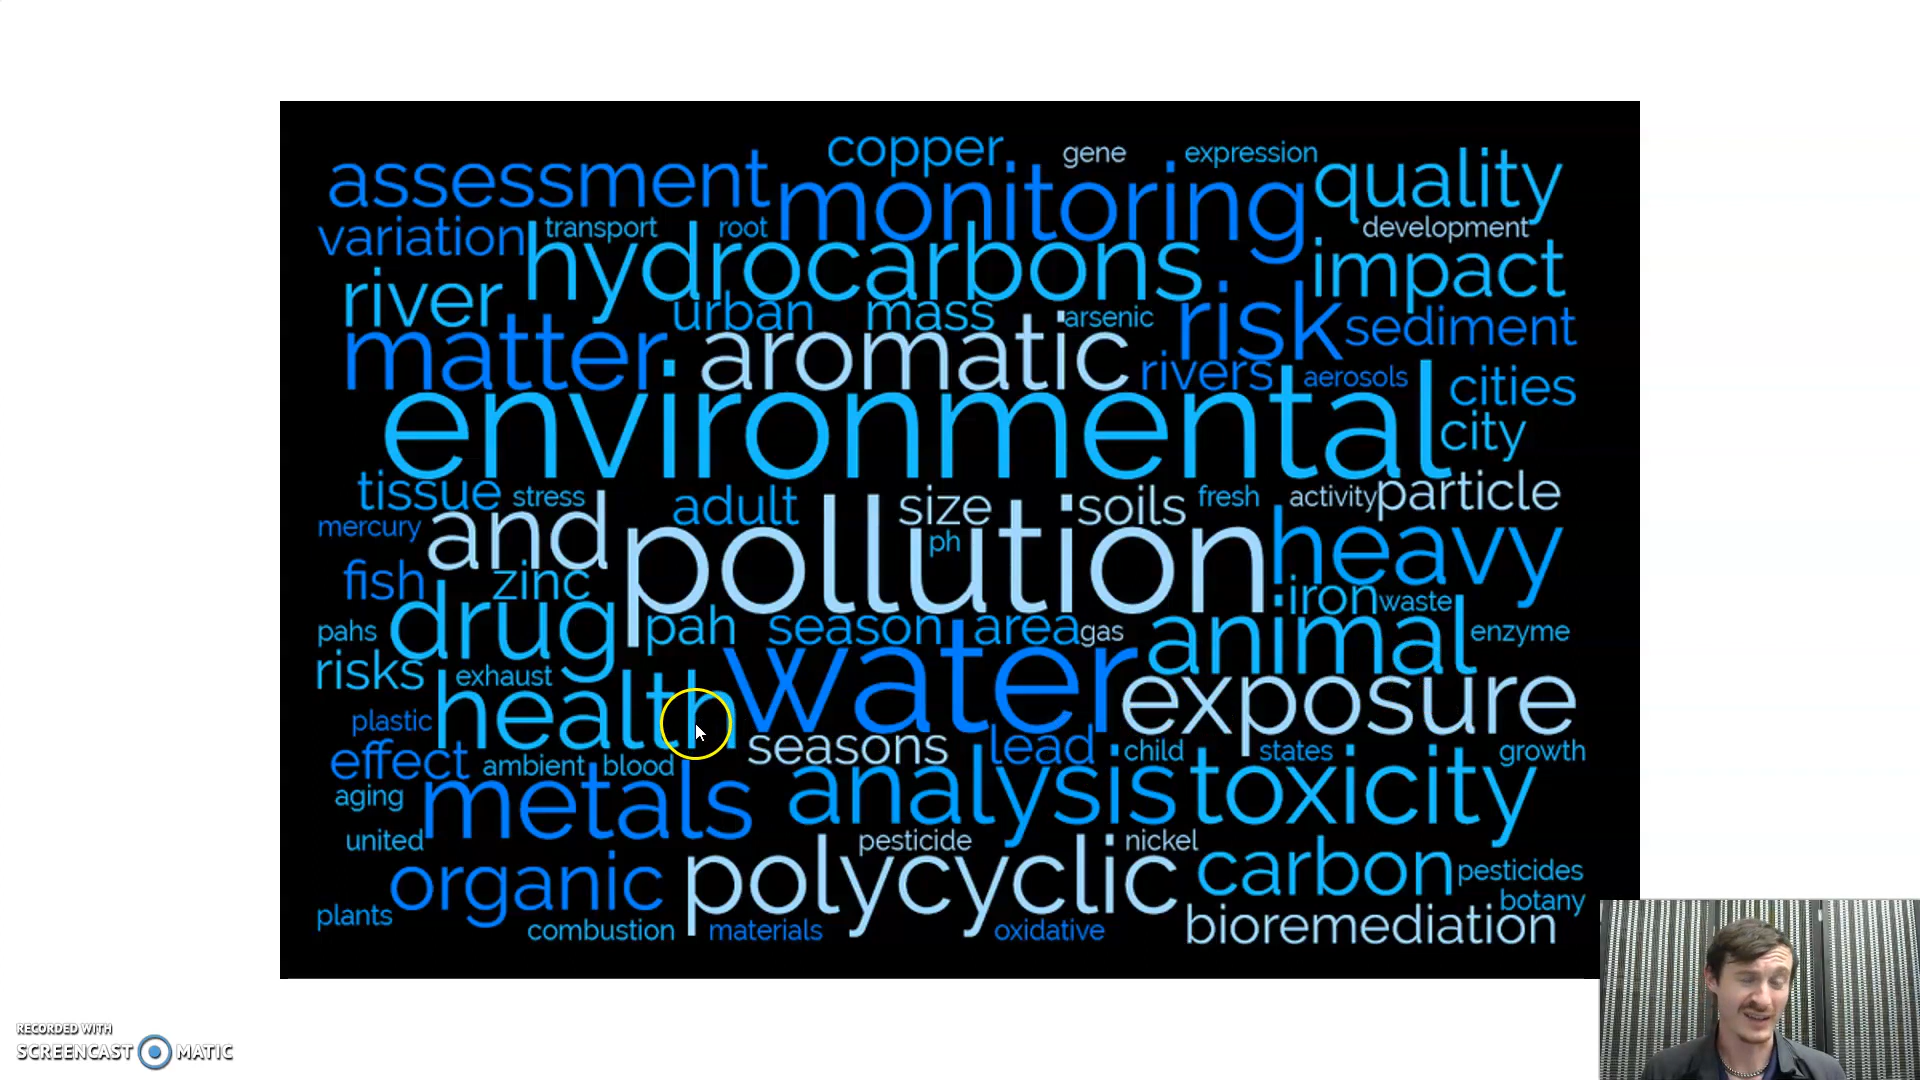 copper gene expression
assessment monitoring quality
variation transport root development
hydrocarbons impact
river urban mass arsenic risk sediment
matter aromatic rivers aerosols cities
environmental city
tissue stress adult size soils fresh activity particle
mercury and pollution ph heavy
fish zinc iron waste
drug pah season area gas animal enzyme
pahs
risks exhaust water exposure
plastic health seasons lead child states growth
effect ambient blood analysis toxicity
aging metals
united pesticide nickel
organic polycyclic carbon pesticides
plants botany
combustion materials oxidative bioremediation
RECORDED WITH
SCREENCAST MATIC